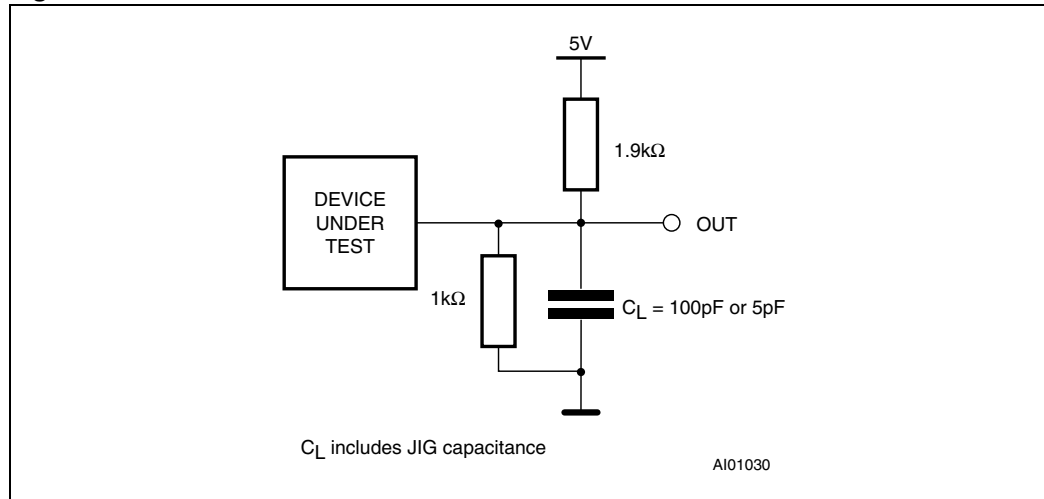 5V
1.9kΩ
DEVICE
UNDER
TEST
OUT
1kΩ
CL = 100pF or 5pF
CL includes JIG capacitance
AI01030